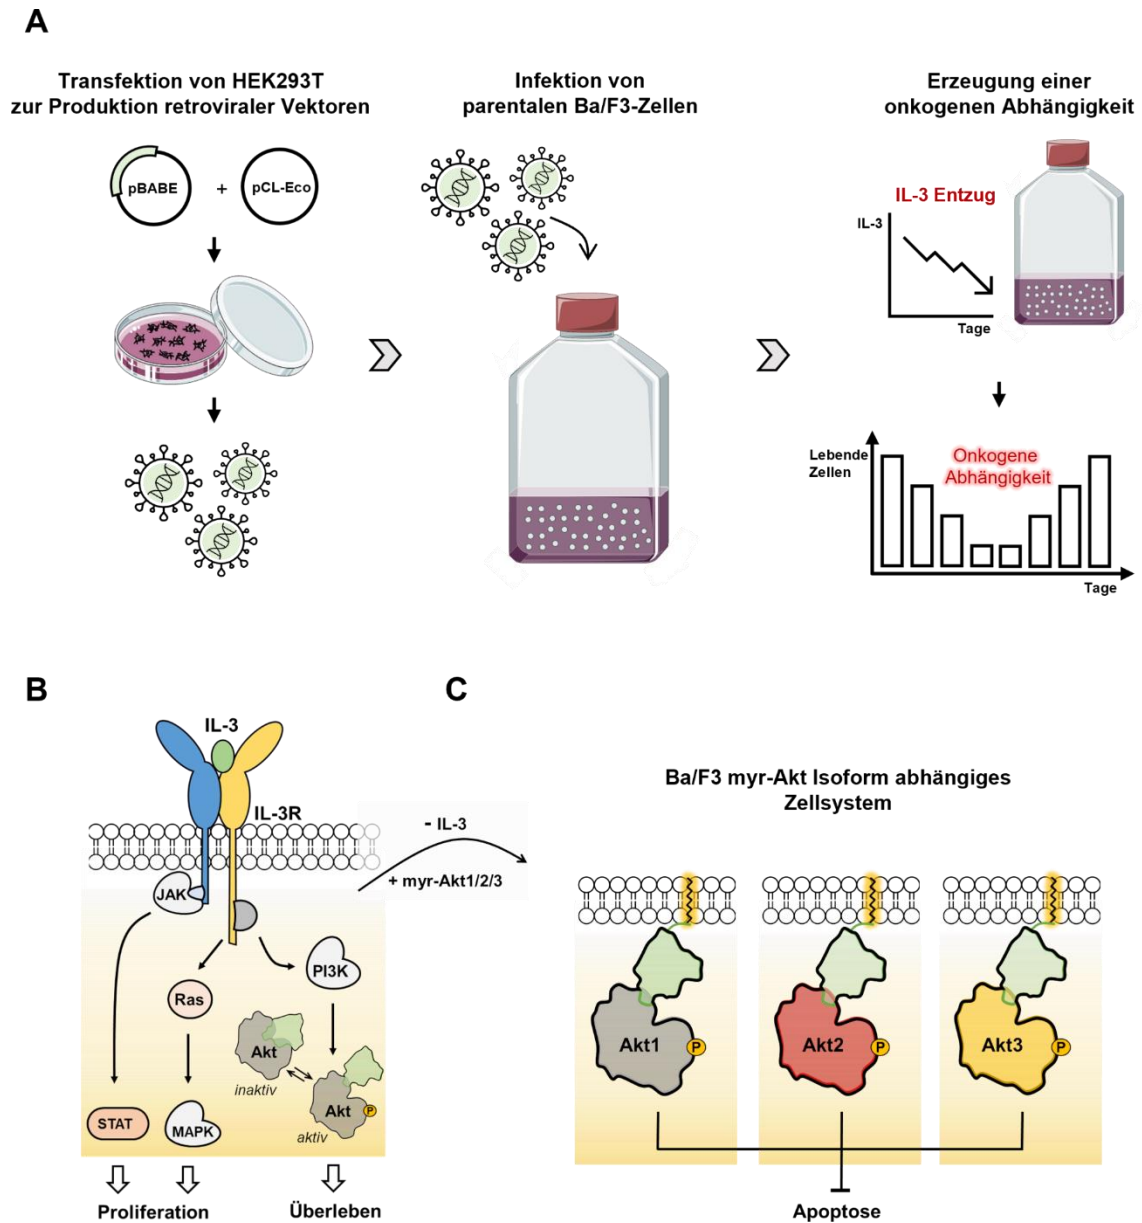 A
Transfektion von HEK293T
zur Produktion retroviraler Vektoren
pBABE
+
pCL-Eco
Infektion von
parentalen Ba/F3-Zellen
Erzeugung einer
onkogenen Abhängigkeit
IL-3 Entzug
IL-3
Tage
Lebende
Zellen
Onkogene
Abhängigkeit
Tage
B
IL-3
IL-3R
JAK
PI3K
Ras
Akt
inaktiv
Akt
P
aktiv
STAT
MAPK
Proliferation
Überleben
- IL-3
+ myr-Akt1/2/3
C
Ba/F3 myr-Akt Isoform abhängiges
Zellsystem
Akt1
P
Akt2
P
Akt3
P
Apoptose